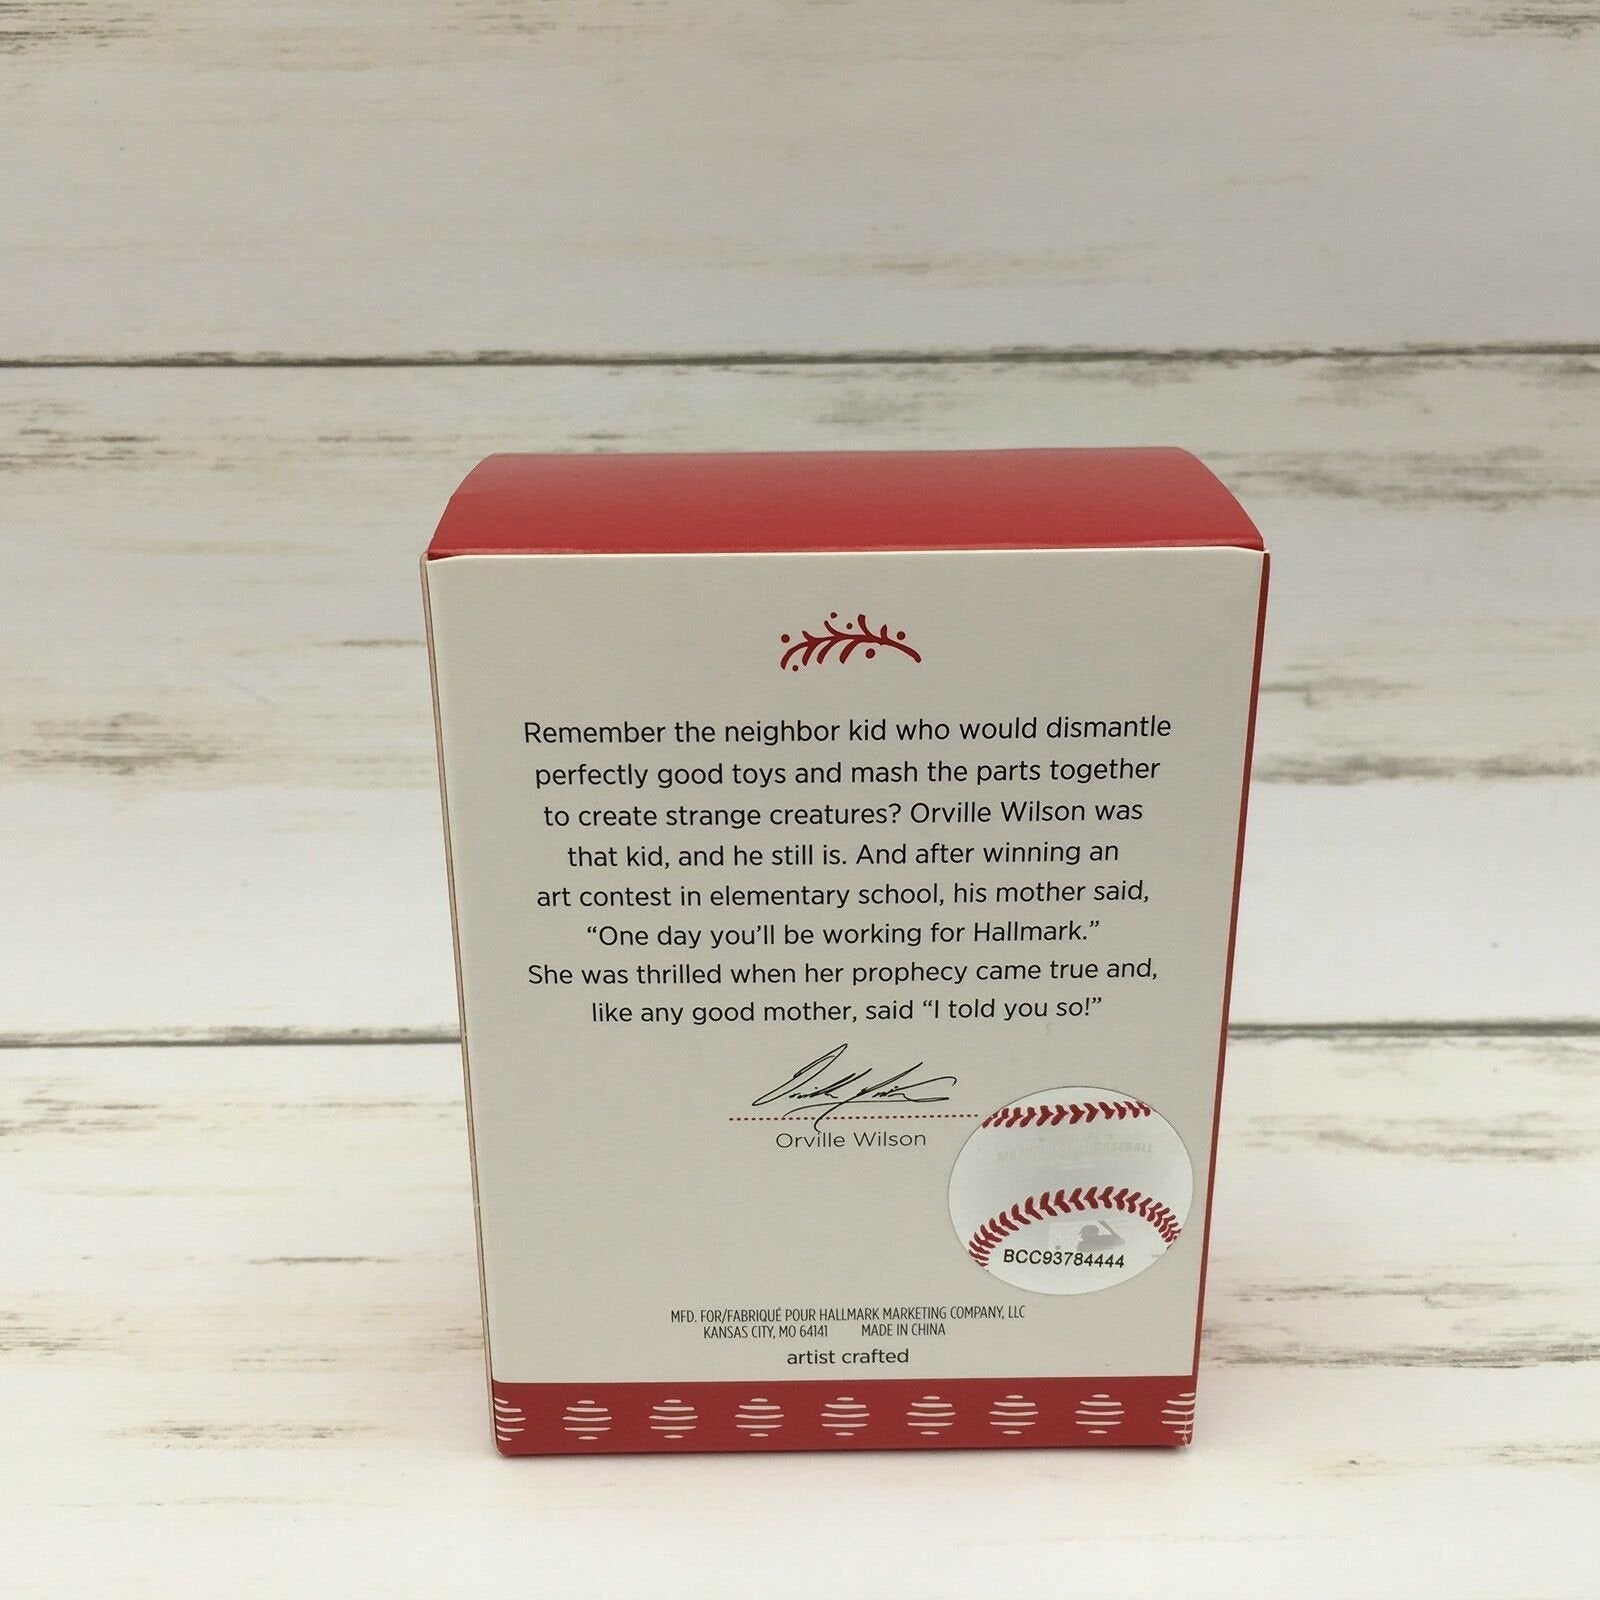 Remember the neighbor kid who would dismantle
perfectly good toys and mash the parts together
to create strange creatures? Orville Wilson was
that kid, and he still is. And after winning an
art contest in elementary school, his mother said,
“One day you’ll be working for Hallmark.”
She was thrilled when her prophecy came true and,
like any good mother, said “I told you so!”
Orville Wilson
Orville Wilson
BCC93784444
MFD. FOR/FABRIQUÉ POUR HALLMARK MARKETING COMPANY, LLC
KANSAS CITY, MO 64141 MADE IN CHINA
artist crafted